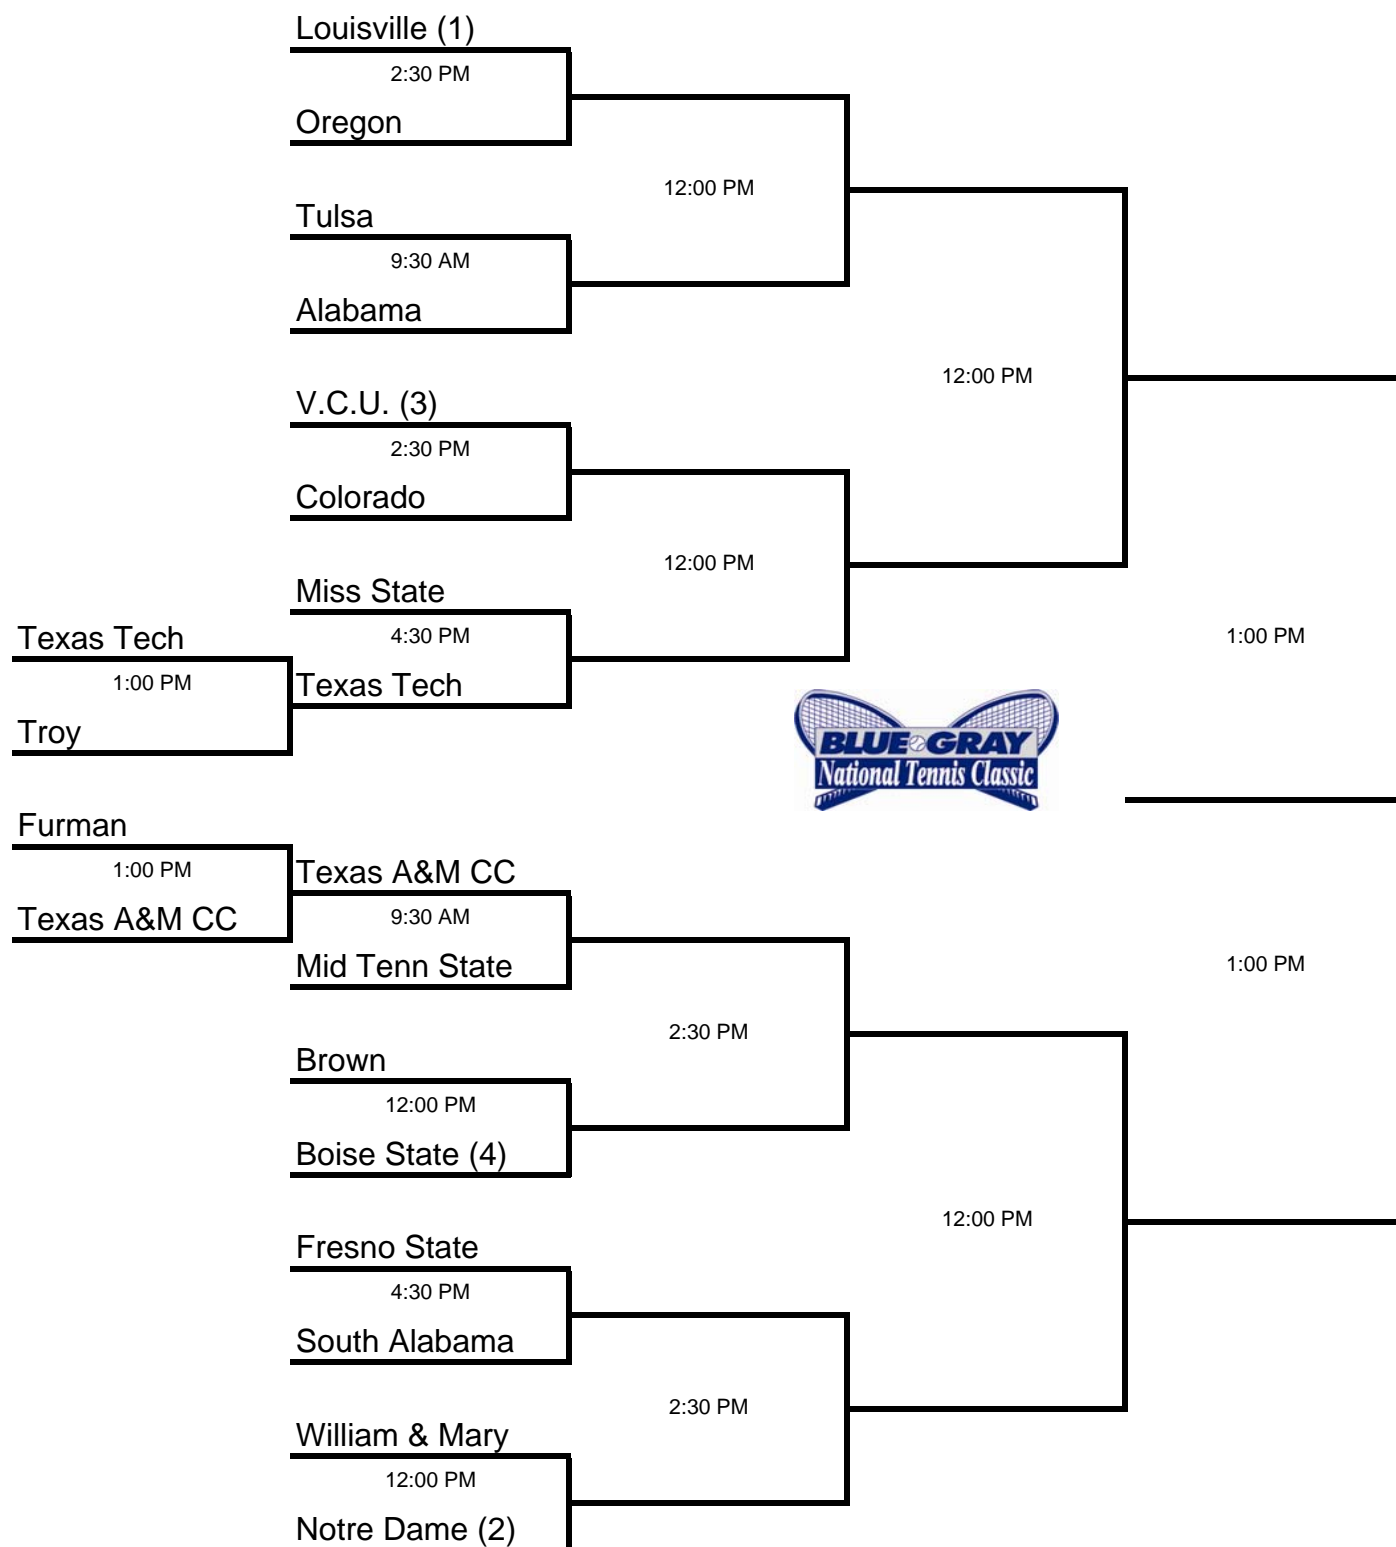 Louisville (1)
2:30 PM
Oregon
12:00 PM
Tulsa
9:30 AM
Alabama
12:00 PM
V.C.U. (3)
2:30 PM
Colorado
12:00 PM
Miss State
Texas Tech
4:30 PM
1:00 PM
1:00 PM
Texas Tech
Troy
BLUE GRAY
National Tennis Classic
Furman
1:00 PM
Texas A&M CC
Texas A&M CC
9:30 AM
Mid Tenn State
1:00 PM
2:30 PM
Brown
12:00 PM
Boise State (4)
12:00 PM
Fresno State
4:30 PM
South Alabama
2:30 PM
William & Mary
12:00 PM
Notre Dame (2)